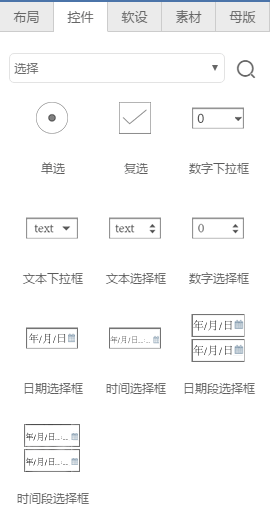 布局 控件 软设 素材 母版
选择
0
单选 复选 数字下拉框
text text 0
文本下拉框 文本选择框 数字选择框
年/月/日 年/月/日...:... 年/月/日
年/月/日
日期选择框 时间选择框 日期段选择框
年/月/日...:...
年/月/日...:...
时间段选择框